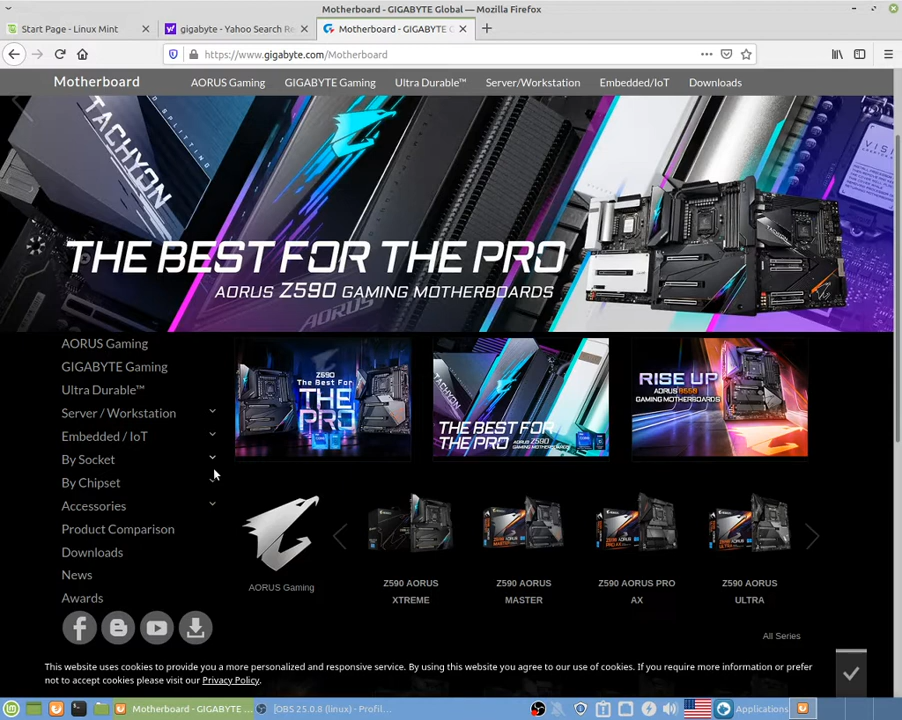 Motherboard - GIGABYTE Global — Mozilla Firefox
Start Page - Linux Mint
gigabyte - Yahoo Search Re
Motherboard - GIGABYTE G
https://www.gigabyte.com/Motherboard
Motherboard
AORUS Gaming
GIGABYTE Gaming
Ultra Durable™
Server/Workstation
Embedded/IoT
Downloads
TACHYON
THE BEST FOR THE PRO
AORUS Z590 GAMING MOTHERBOARDS
AORUS Gaming
GIGABYTE Gaming
Ultra Durable™
Server / Workstation
Embedded / IoT
By Socket
By Chipset
Accessories
Product Comparison
Downloads
News
Awards
Z590
The Best For
THE
PRO
TACHYON
THE BEST FOR
THE PRO
AORUS Z590
GAMING MOTHERBOARDS
RISE UP
AORUS B550
GAMING MOTHERBOARDS
AORUS Gaming
Z590 AORUS
XTREME
Z590 AORUS
MASTER
Z590 AORUS PRO
AX
Z590 AORUS
ULTRA
All Series
This website uses cookies to provide you a more personalized and responsive service. By using this website you agree to our use of cookies. If you require more information or prefer
not to accept cookies please visit our Privacy Policy.
Motherboard - GIGABYTE ...
[OBS 25.0.8 (linux) - Profil...
Applications